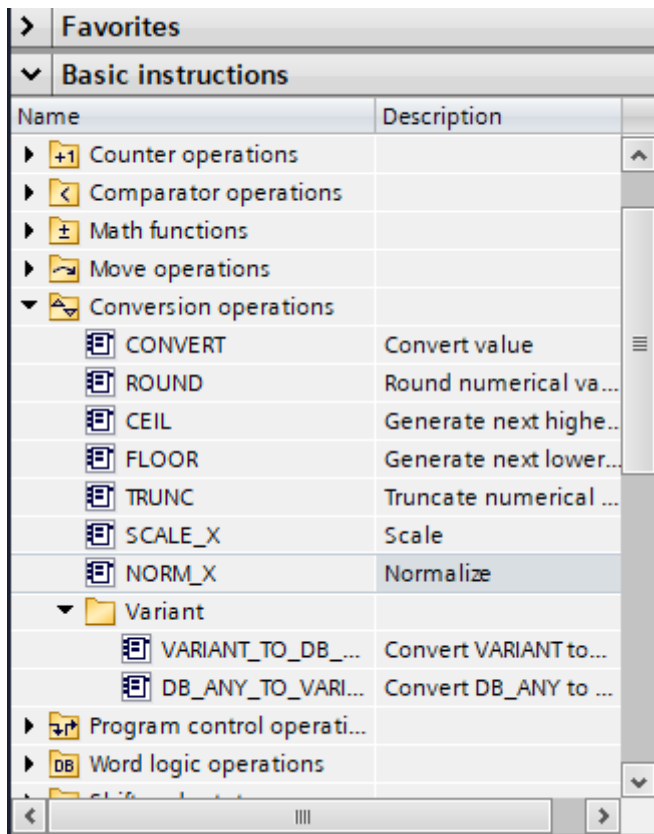 Favorites
Basic instructions
Name Description
+1 Counter operations
< Comparator operations
± Math functions
Move operations
Conversion operations
CONVERT Convert value
ROUND Round numerical va...
CEIL Generate next highe..
FLOOR Generate next lower...
TRUNC Truncate numerical ...
SCALE_X Scale
NORM_X Normalize
Variant
VARIANT_TO_DB_... Convert VARIANT to...
DB_ANY_TO_VARI... Convert DB_ANY to ...
Program control operati...
DB Word logic operations